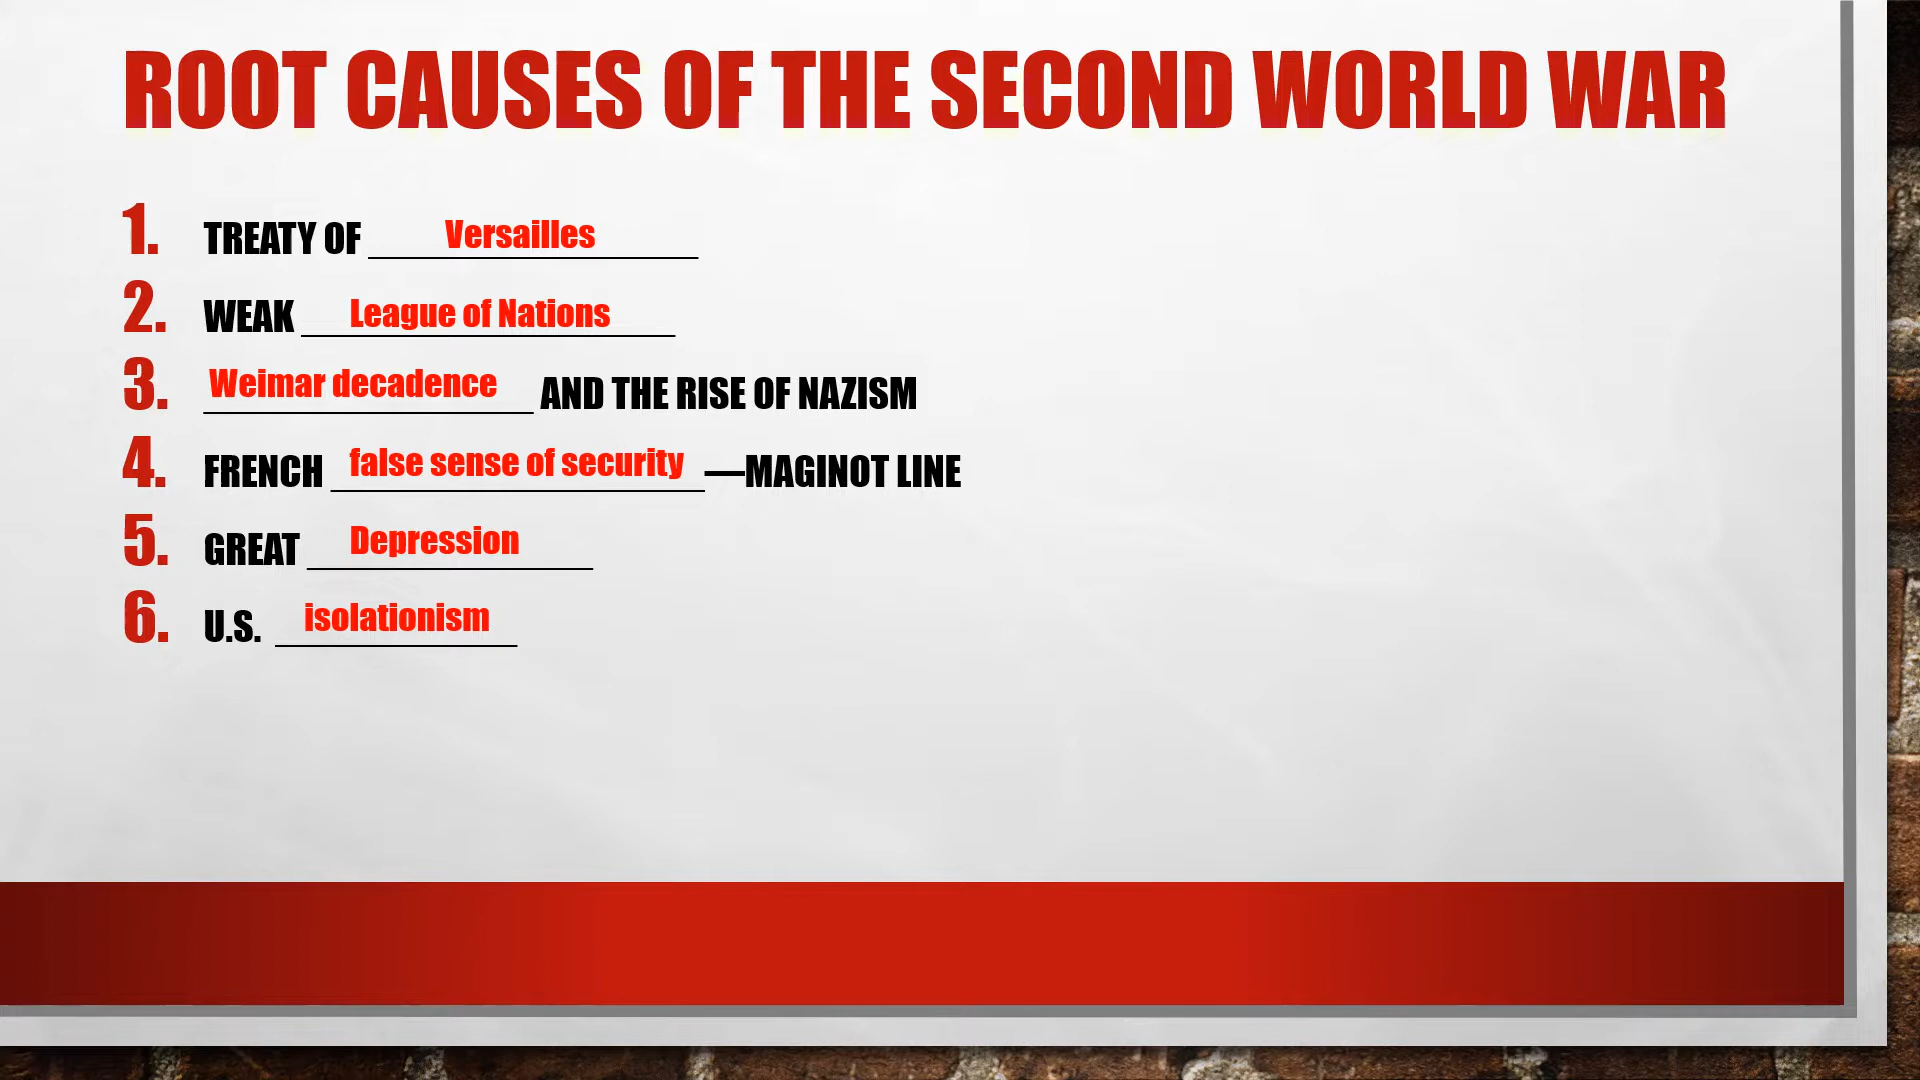 ROOT CAUSES OF THE SECOND WORLD WAR
1. TREATY OF Versailles
2. WEAK League of Nations
3. Weimar decadence AND THE RISE OF NAZISM
4. FRENCH false sense of security—MAGINOT LINE
5. GREAT Depression
6. U.S. isolationism